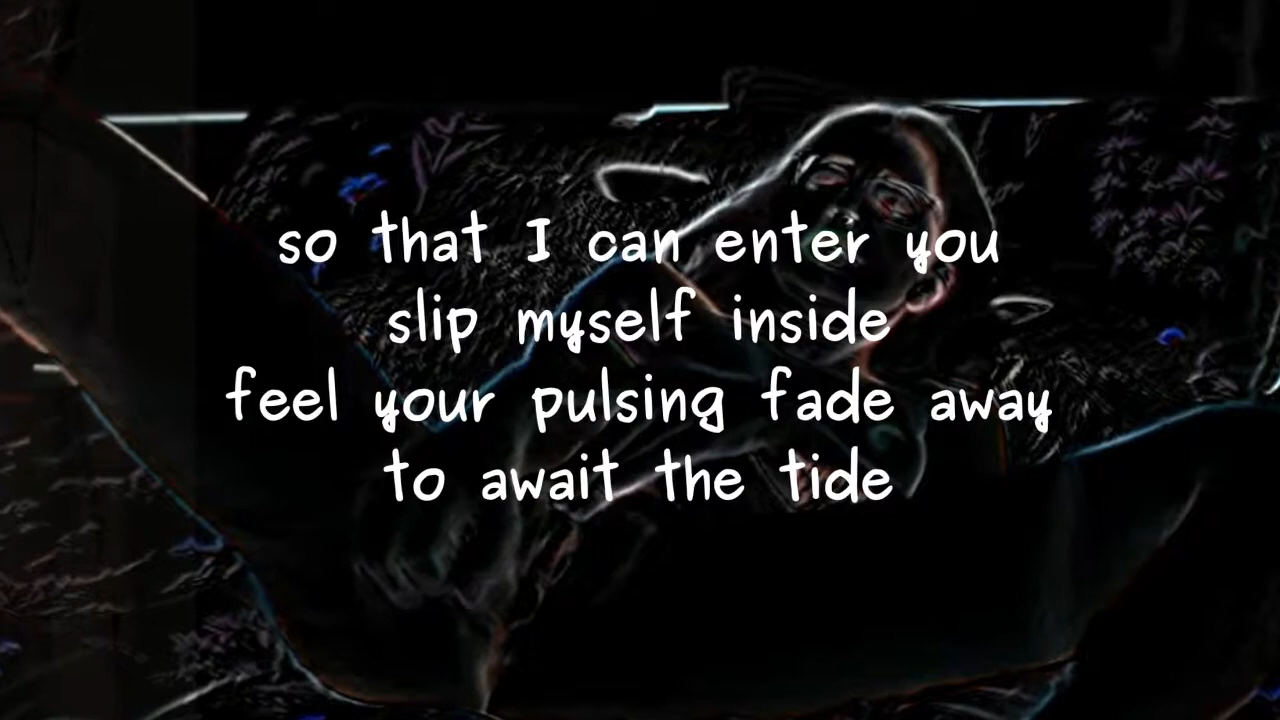 so that I can enter you
slip myself inside
feel your pulsing fade away
to await the tide